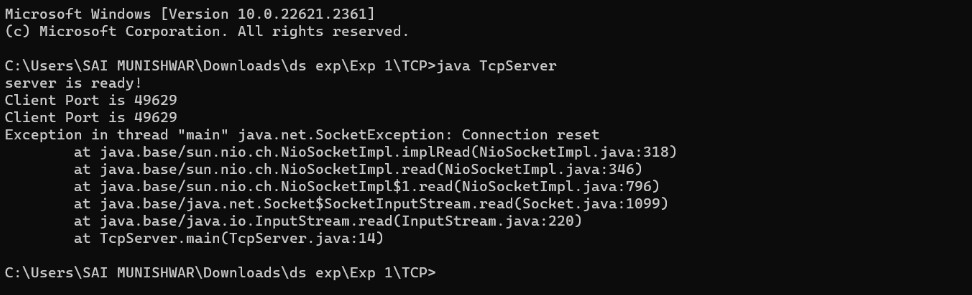 Microsoft Windows [Version 10.0.22621.2361]
(c) Microsoft Corporation. All rights reserved.
C:\Users\SAI MUNISHWAR\Downloads\ds exp\Exp 1\TCP>java TcpServer
server is ready!
Client Port is 49629
Client Port is 49629
Exception in thread "main" java.net.SocketException: Connection reset
        at java.base/sun.nio.ch.NioSocketImpl.implRead(NioSocketImpl.java:318)
        at java.base/sun.nio.ch.NioSocketImpl.read(NioSocketImpl.java:346)
        at java.base/sun.nio.ch.NioSocketImpl$1.read(NioSocketImpl.java:796)
        at java.base/java.net.Socket$SocketInputStream.read(Socket.java:1099)
        at java.base/java.io.InputStream.read(InputStream.java:220)
        at TcpServer.main(TcpServer.java:14)
C:\Users\SAI MUNISHWAR\Downloads\ds exp\Exp 1\TCP>